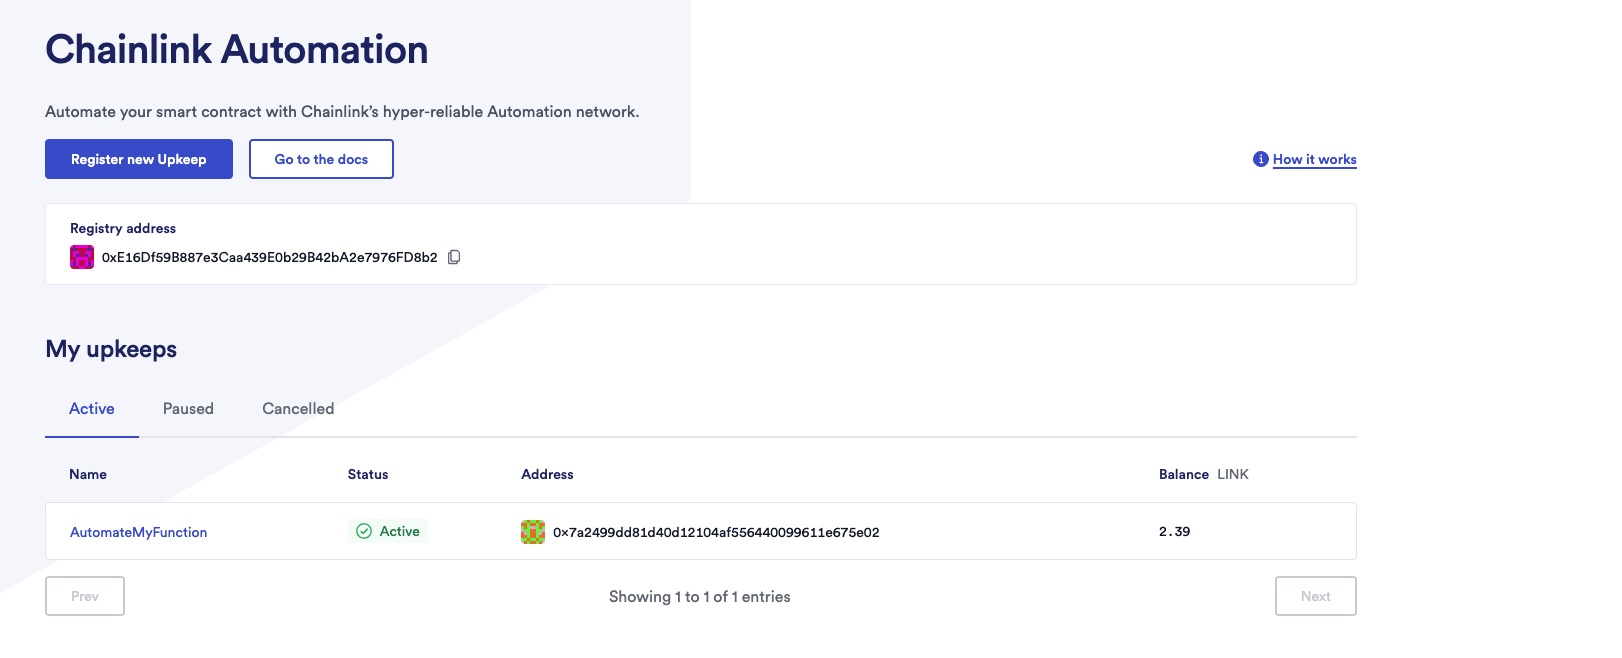 Chainlink Automation
Automate your smart contract with Chainlink’s hyper-reliable Automation network.
Register new Upkeep Go to the docs How it works
Registry address
0xE16Df59B887e3Caa439E0b29B42bA2e7976FD8b2
My upkeeps
Active Paused Cancelled
Name Status Address Balance LINK
AutomateMyFunction Active 0x7a2499dd81d40d12104af556440099611e675e02 2.39
Prev Showing 1 to 1 of 1 entries Next